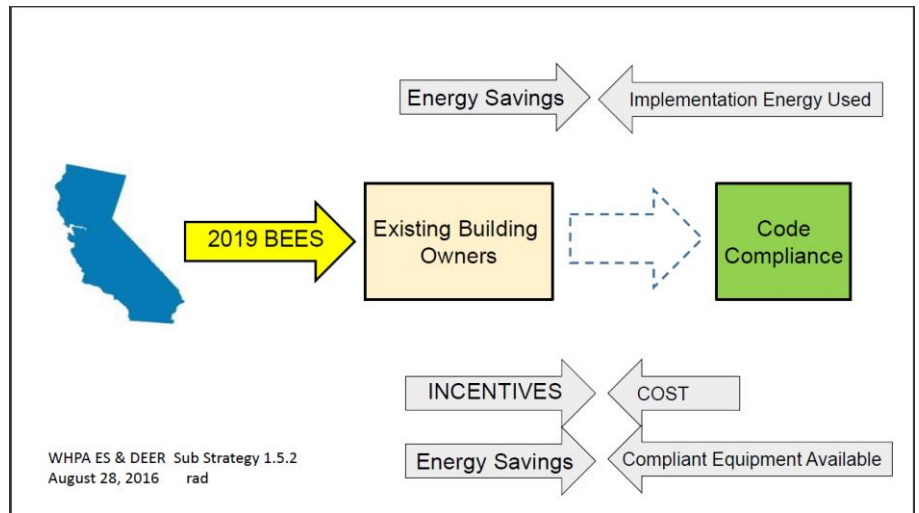 Energy Savings
Implementation Energy Used
2019 BEES
Existing Building
Owners
Code
Compliance
INCENTIVES
COST
Energy Savings
Compliant Equipment Available
WHPA ES & DEER Sub Strategy 1.5.2
August 28, 2016 rad